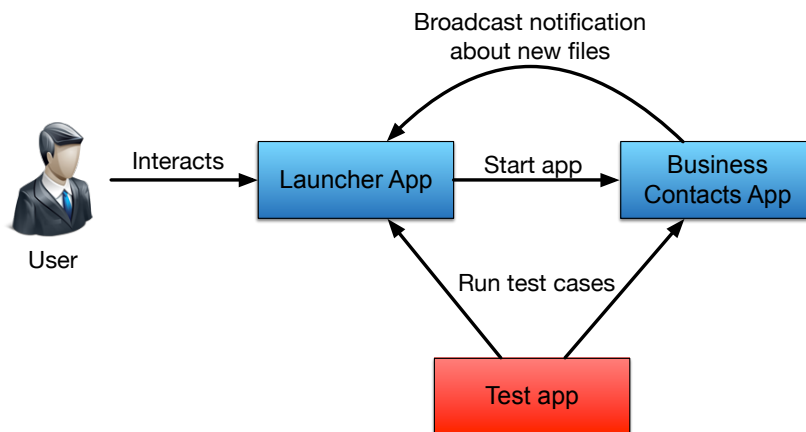 Broadcast notification
about new files
Interacts
Launcher App
Start app
Business
Contacts App
User
Run test cases
Test app